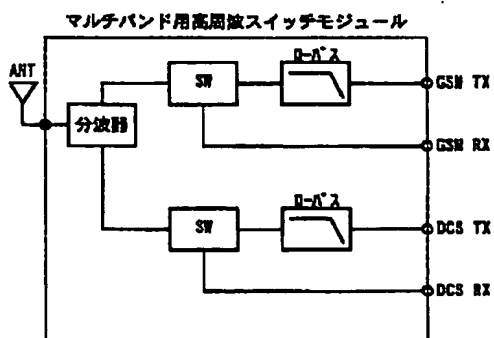 マルチバンド用高周波スイッチモジュール
ANT
分波器
SW
ローパス
GSM TX
GSM RX
SW
ローパス
DCS TX
DCS RX